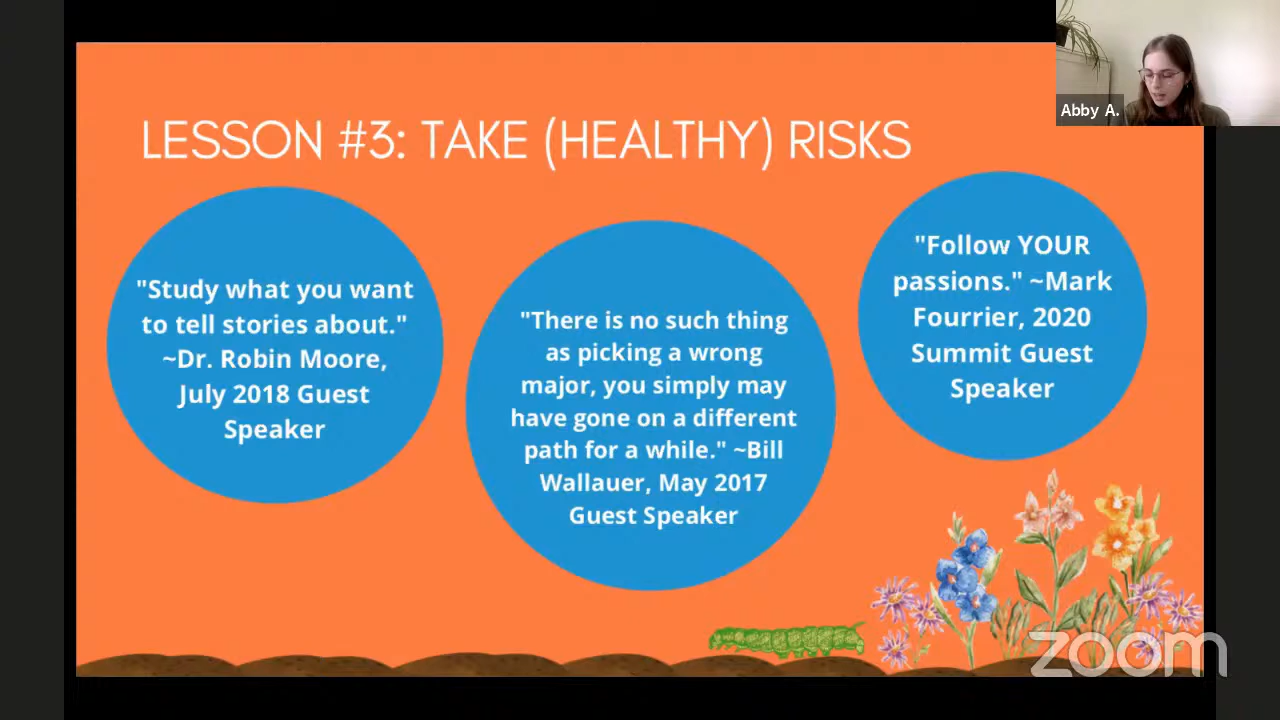 Abby A.
LESSON #3: TAKE (HEALTHY) RISKS
"Study what you want
to tell stories about."
~Dr. Robin Moore,
July 2018 Guest
Speaker
"There is no such thing
as picking a wrong
major, you simply may
have gone on a different
path for a while." ~Bill
Wallauer, May 2017
Guest Speaker
"Follow YOUR
passions." ~Mark
Fourrier, 2020
Summit Guest
Speaker
zoom